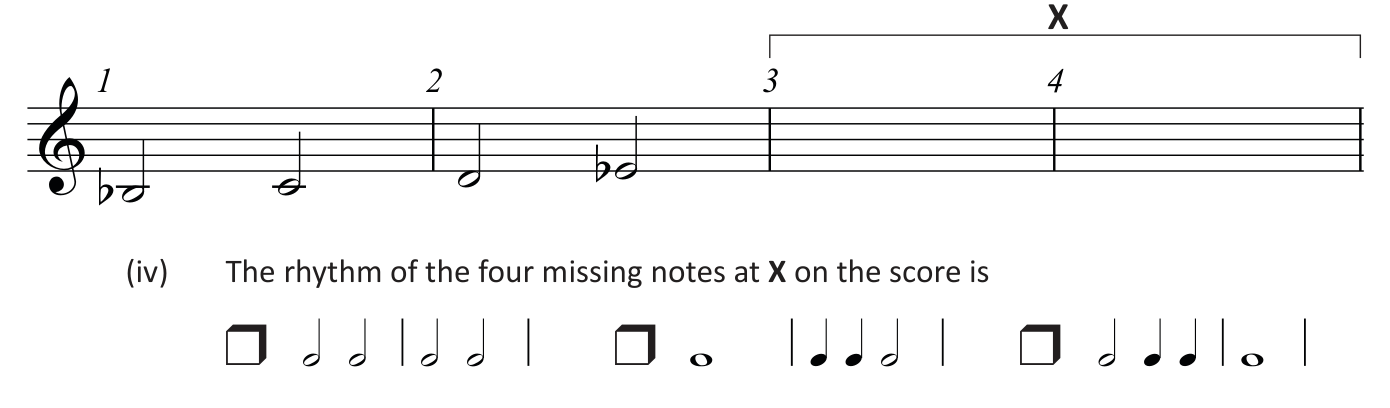 X
1 2 3 4
(iv) The rhythm of the four missing notes at X on the score is